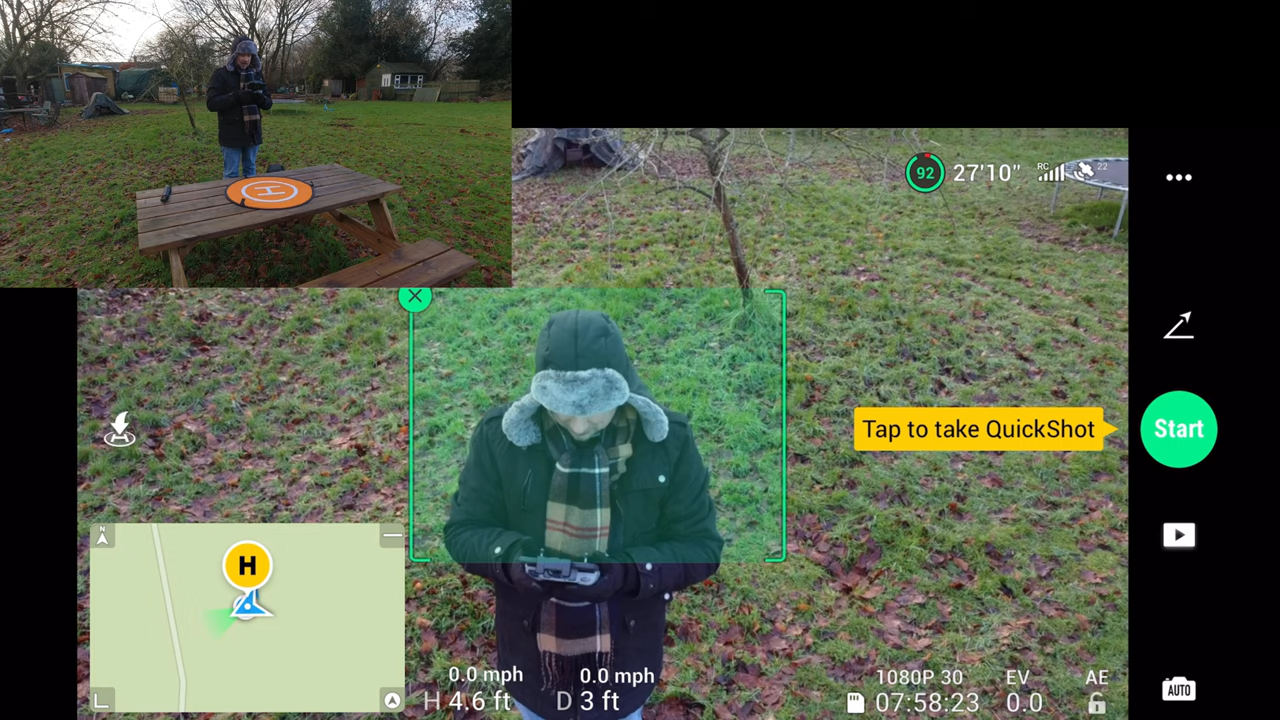 H
92 27'10" RC 22
Tap to take QuickShot
Start
N
H
0.0 mph 0.0 mph
H 4.6 ft D 3 ft
1080P 30 EV AE
07:58:23 0.0
AUTO